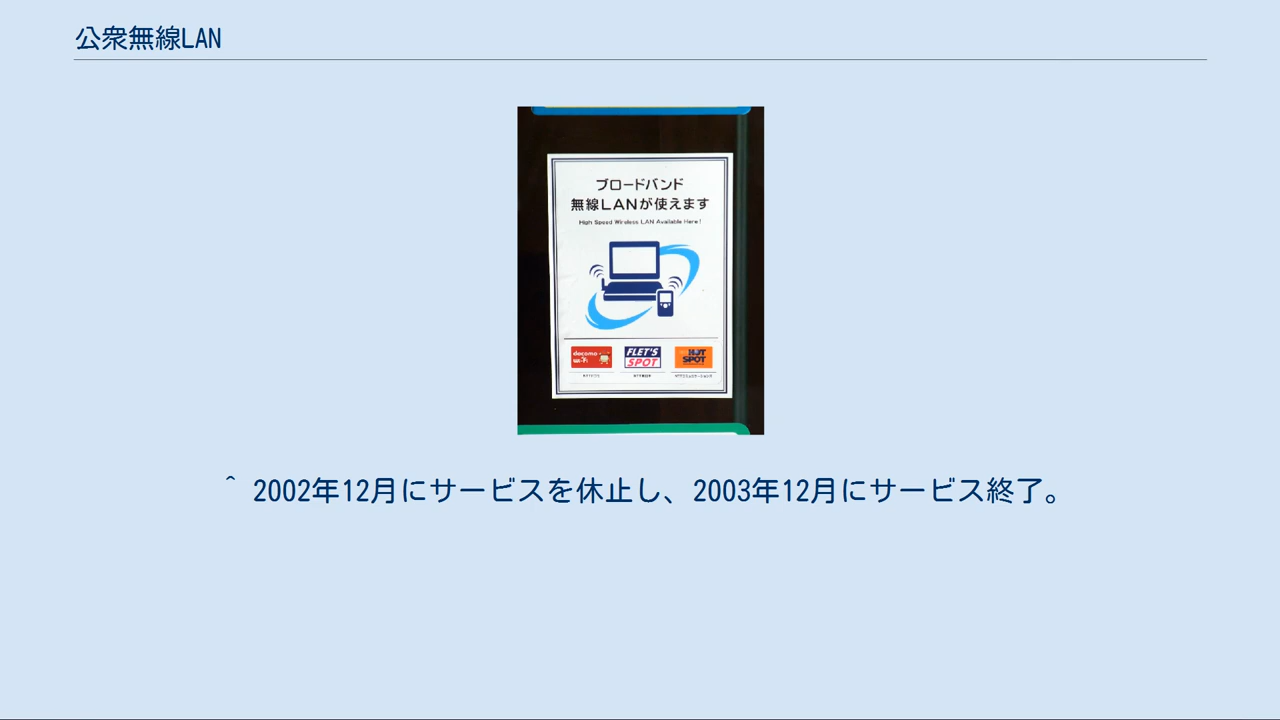 公衆無線LAN
ブロードバンド
無線LANが使えます
High Speed Wireless LAN Available Here!
docomo
Wi-Fi
FLET'S
SPOT
HOT
SPOT
^ 2002年12月にサービスを休止し、2003年12月にサービス終了。